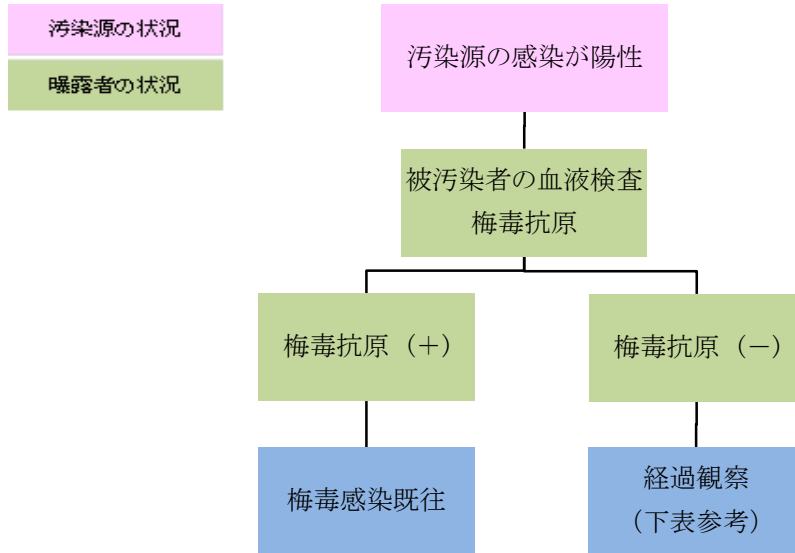 汚染源の状況
曝露者の状況
汚染源の感染が陽性
被汚染者の血液検査
梅毒抗原
梅毒抗原（＋）
梅毒抗原（－）
梅毒感染既往
経過観察
（下表参考）